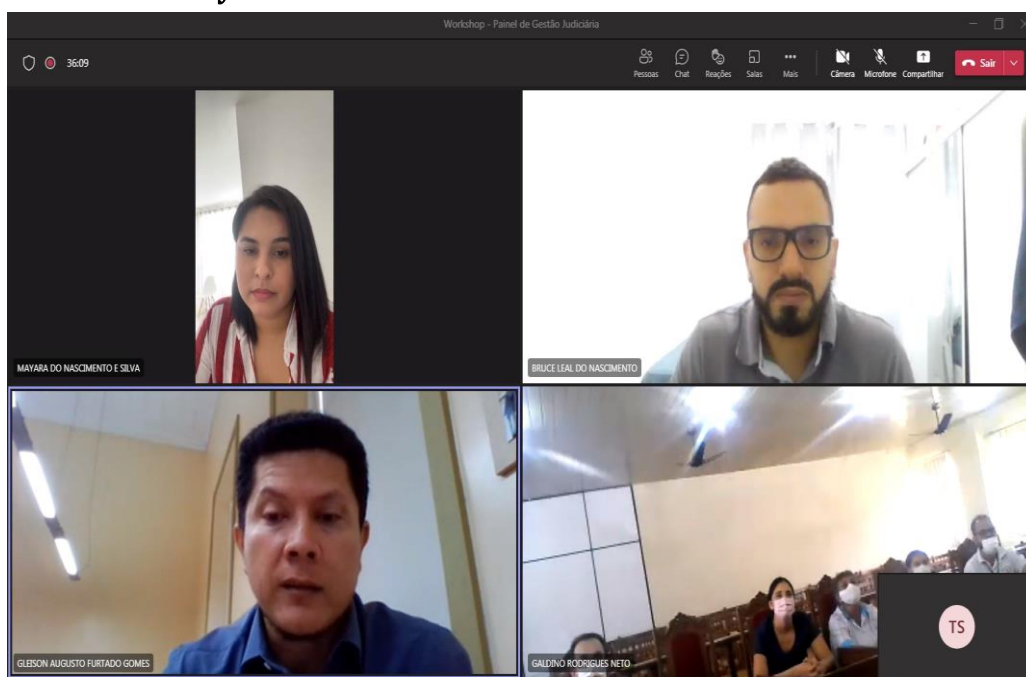 Workshop - Painel de Gestão Judiciária
36:09
Pessoas
Chat
Reações
Salas
Mais
Câmera
Microfone
Compartilhar
Sair
MAYARA DO NASCIMENTO E SILVA
BRUCE LEAL DO NASCIMENTO
GLEISON AUGUSTO FURTADO GOMES
GALDINO RODRIGUES NETO
TS